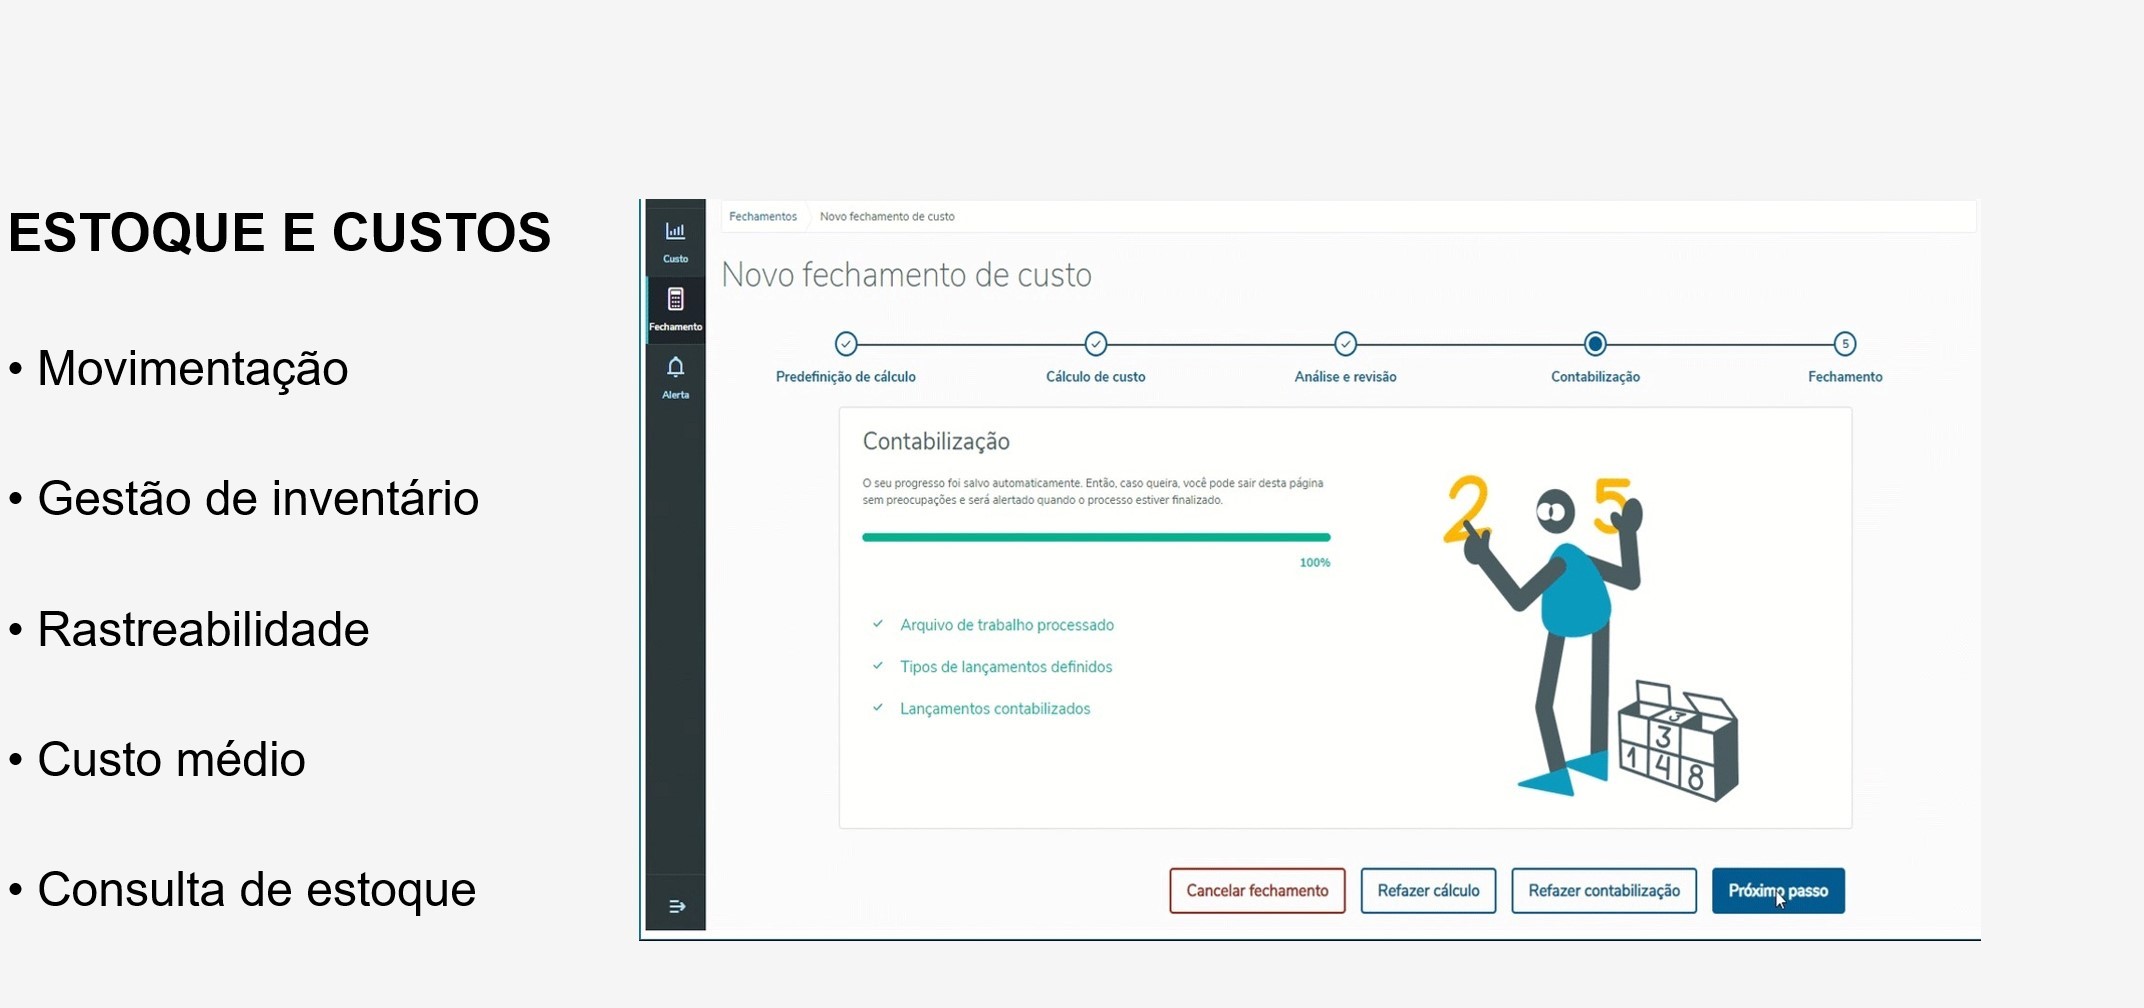 ESTOQUE E CUSTOS
• Movimentação
• Gestão de inventário
• Rastreabilidade
• Custo médio
• Consulta de estoque
Custo
Fechamento
Alerta
Fechamentos Novo fechamento de custo
Novo fechamento de custo
5
Predefinição de cálculo Cálculo de custo Análise e revisão Contabilização Fechamento
Contabilização
O seu progresso foi salvo automaticamente. Então, caso queira, você pode sair desta página
sem preocupações e será alertado quando o processo estiver finalizado.
100%
Arquivo de trabalho processado
Tipos de lançamentos definidos
Lançamentos contabilizados
2 5
3
3
1 4 8
Cancelar fechamento Refazer cálculo Refazer contabilização Próximo passo